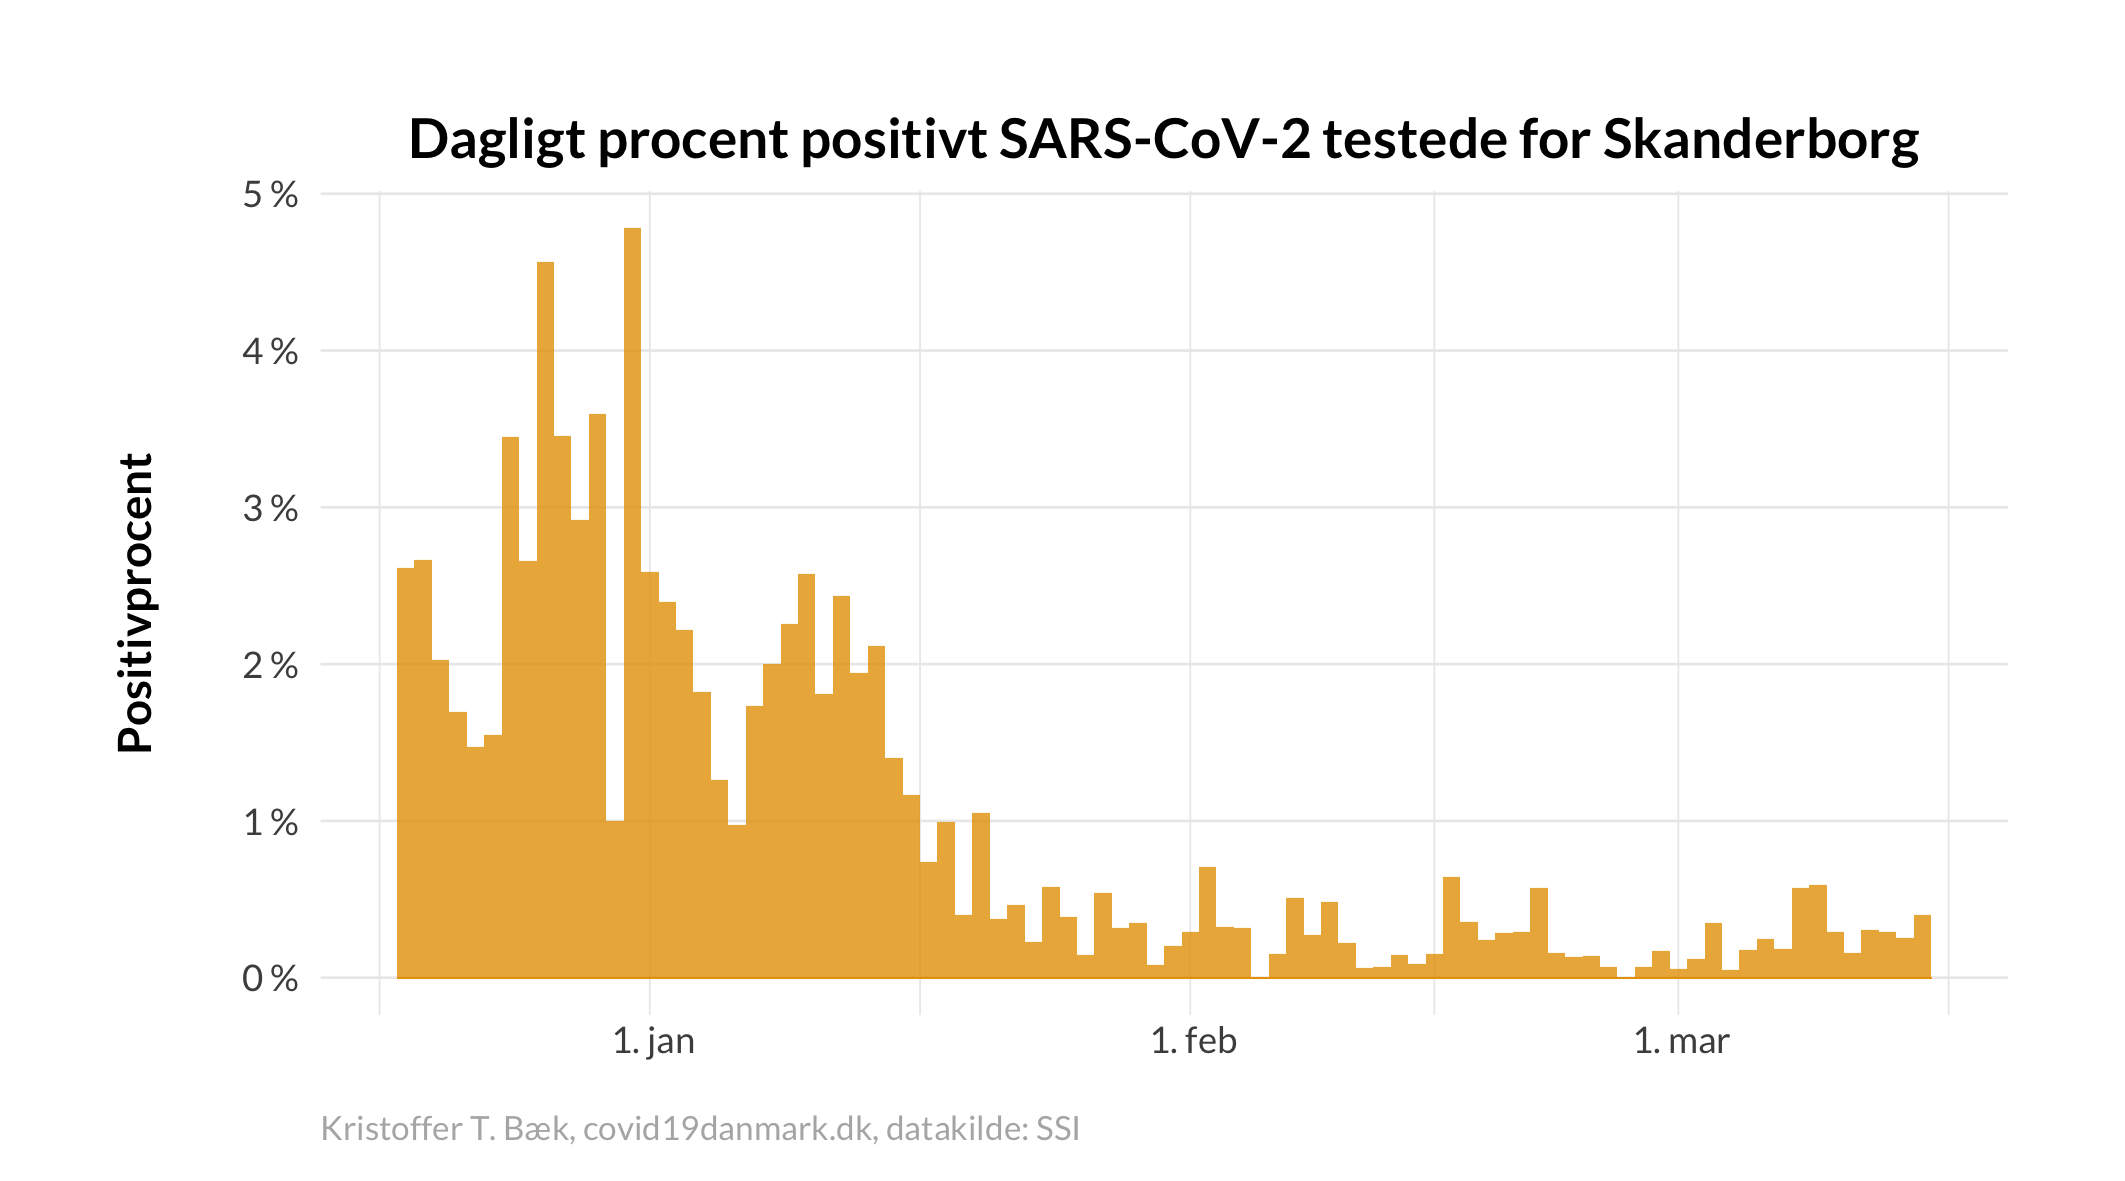 Dagligt procent positivt SARS-CoV-2 testede for Skanderborg
Positivprocent
5 %
4 %
3 %
2 %
1 %
0 %
1. jan
1. feb
1. mar
Kristoffer T. Bæk, covid19danmark.dk, datakilde: SSI